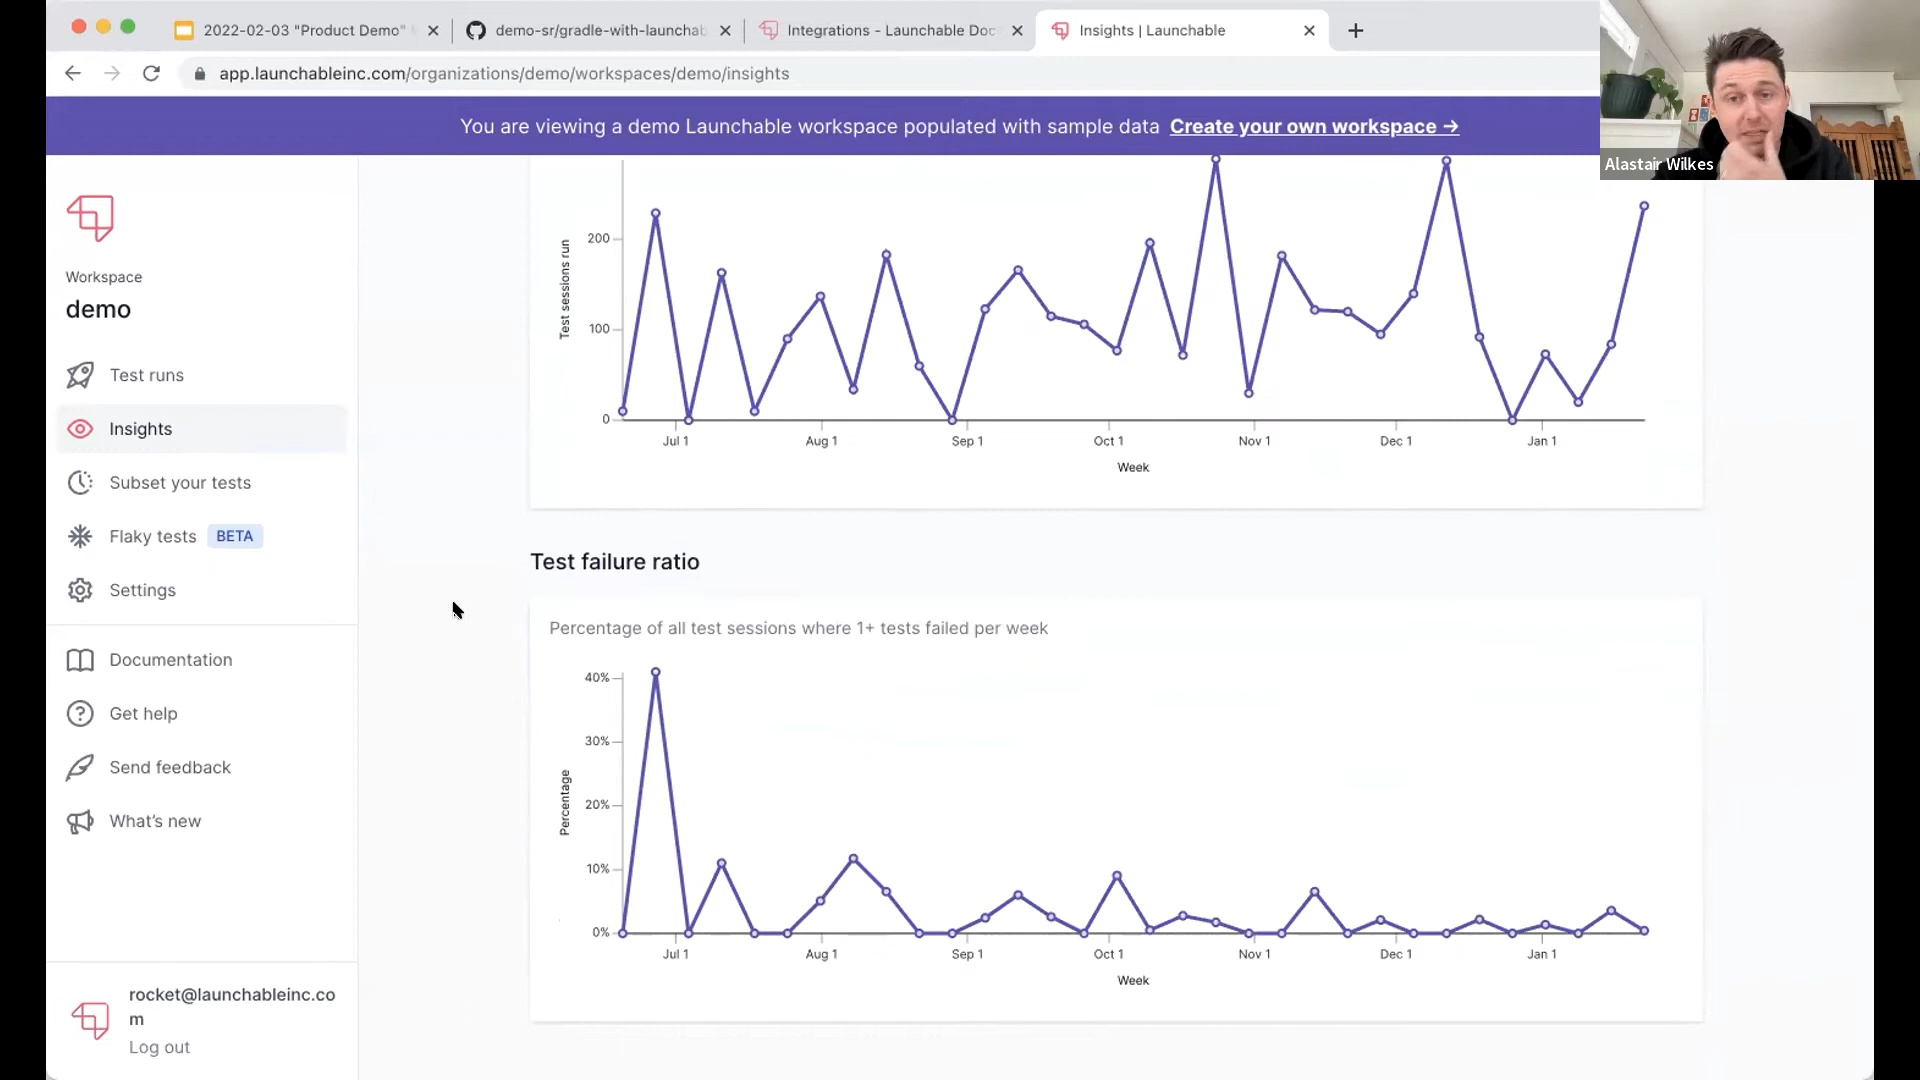 2022-02-03 "Product Demo"
demo-sr/gradle-with-launchab
Integrations - Launchable Doc
Insights | Launchable
app.launchableinc.com/organizations/demo/workspaces/demo/insights
You are viewing a demo Launchable workspace populated with sample data Create your own workspace →
Alastair Wilkes
Workspace
demo
Test runs
Insights
Subset your tests
Flaky tests BETA
Settings
Documentation
Get help
Send feedback
What's new
rocket@launchableinc.co
m
Log out
Test sessions run
200
100
0
Jul 1 Aug 1 Sep 1 Oct 1 Nov 1 Dec 1 Jan 1
Week
Test failure ratio
Percentage of all test sessions where 1+ tests failed per week
Percentage
40%
30%
20%
10%
0%
Jul 1 Aug 1 Sep 1 Oct 1 Nov 1 Dec 1 Jan 1
Week